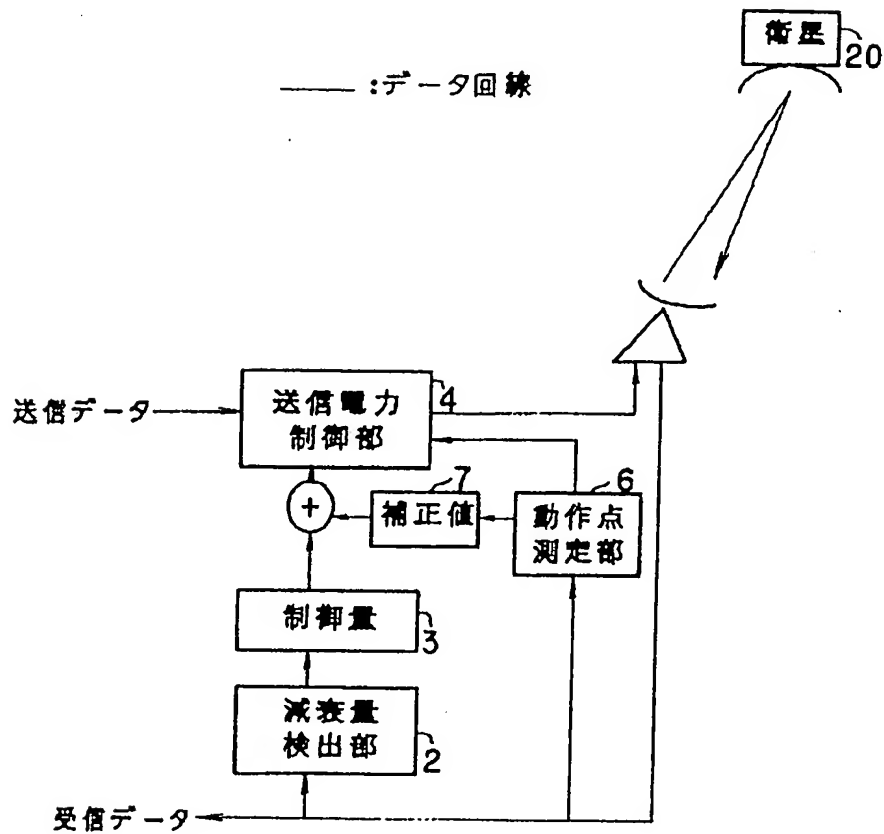 衛星
20
:データ回線
送信データ
送信電力
制御部
4
+
7
補正値
6
動作点
測定部
制御量
3
減衰量
検出部
2
受信データ